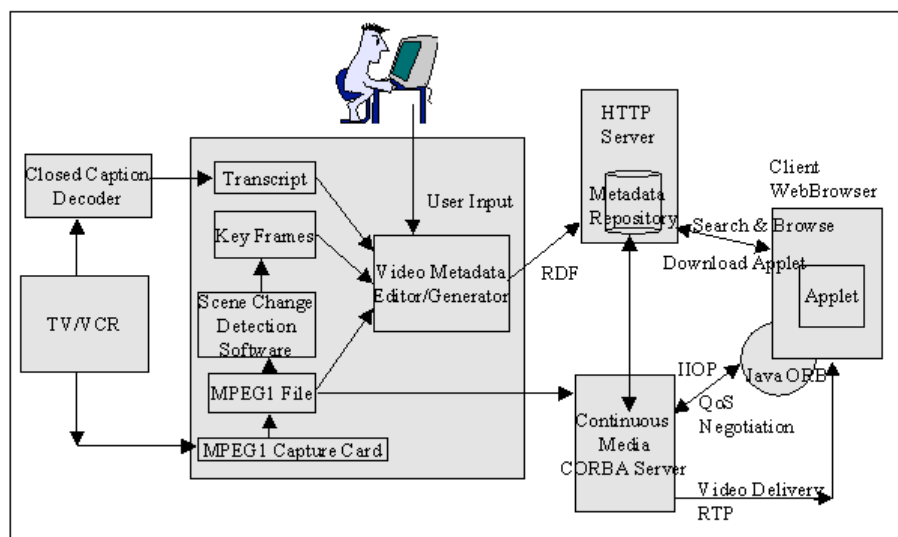 HTTP
Server
Client
WebBrowser
Closed Caption
Decoder
Transcript
User Input
Metadata
Repository
Search & Browse
Key Frames
Video Metadata
Editor/Generator
RDF
Download Applet
Applet
TV/VCR
Scene Change
Detection
Software
MPEG1 File
IIOP
Java ORB
QoS
Negotiation
Continuous
Media
CORBA Server
MPEG1 Capture Card
Video Delivery
RTP